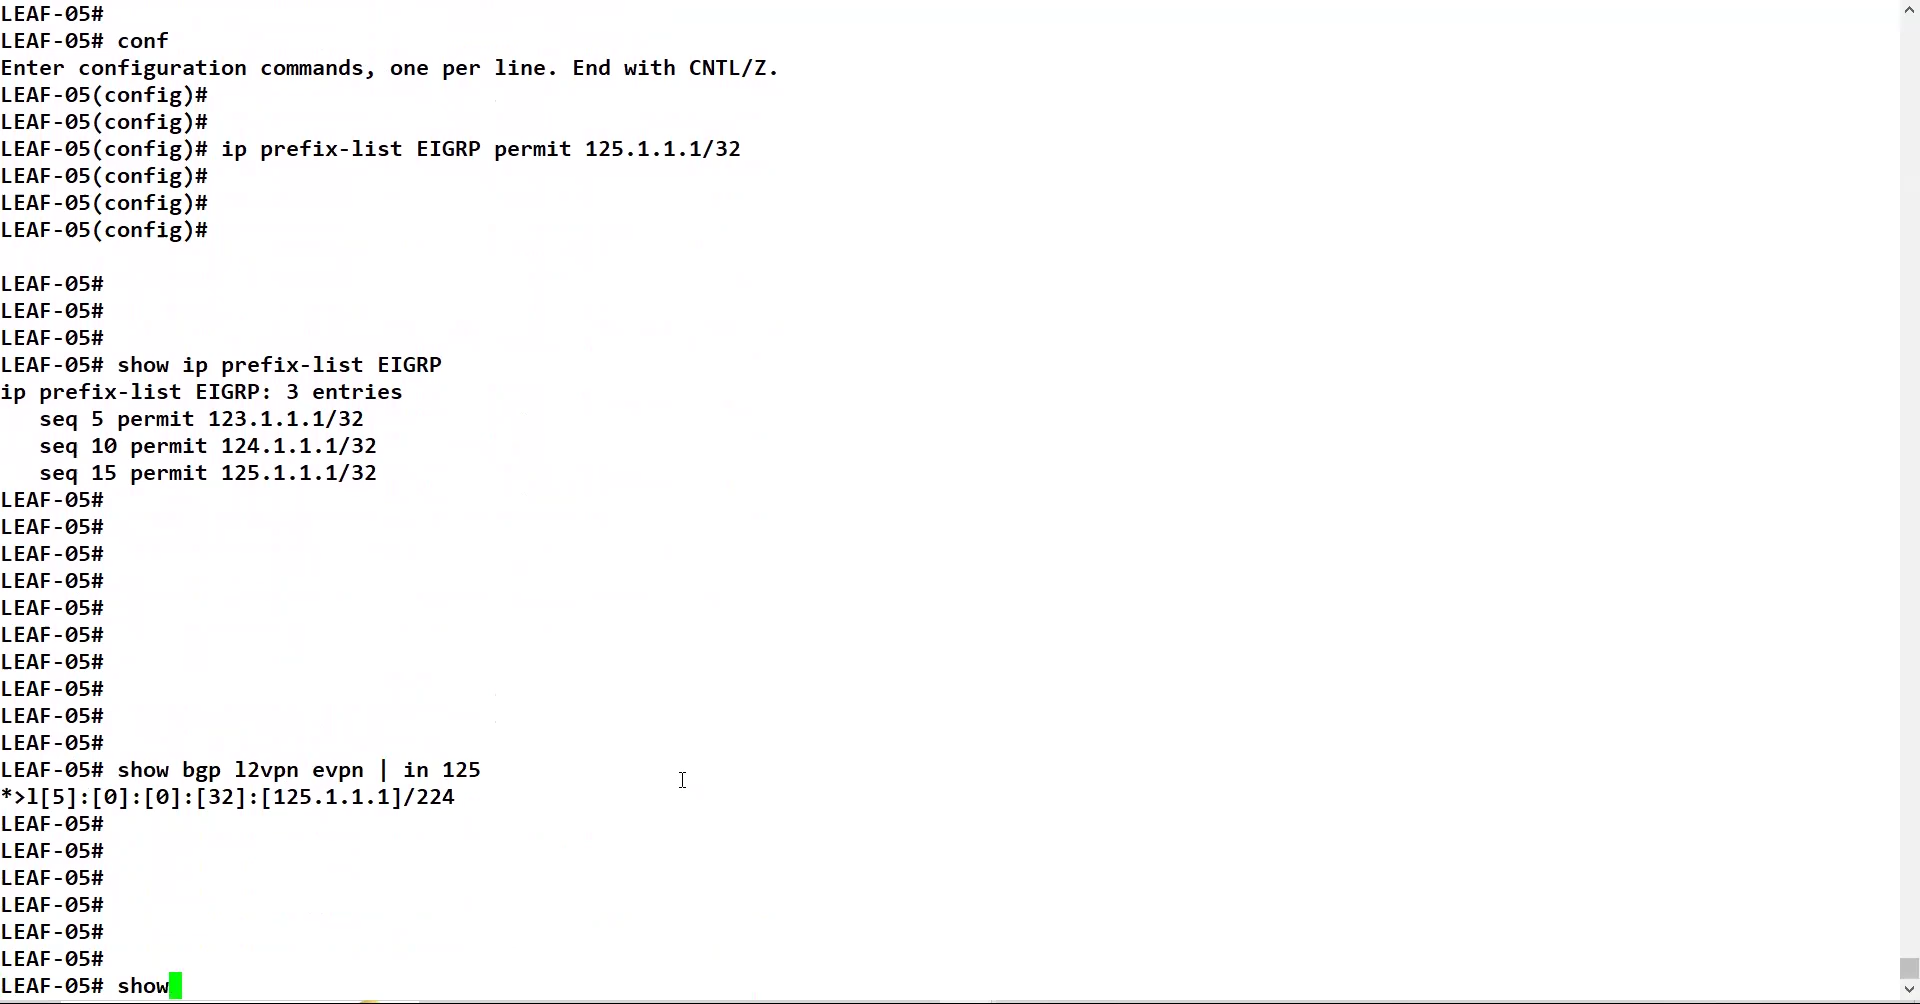 LEAF-05#
LEAF-05# conf
Enter configuration commands, one per line. End with CNTL/Z.
LEAF-05(config)#
LEAF-05(config)#
LEAF-05(config)# ip prefix-list EIGRP permit 125.1.1.1/32
LEAF-05(config)#
LEAF-05(config)#
LEAF-05(config)#
LEAF-05#
LEAF-05#
LEAF-05#
LEAF-05# show ip prefix-list EIGRP
ip prefix-list EIGRP: 3 entries
   seq 5 permit 123.1.1.1/32
   seq 10 permit 124.1.1.1/32
   seq 15 permit 125.1.1.1/32
LEAF-05#
LEAF-05#
LEAF-05#
LEAF-05#
LEAF-05#
LEAF-05#
LEAF-05#
LEAF-05#
LEAF-05#
LEAF-05#
LEAF-05# show bgp l2vpn evpn | in 125
*>l[5]:[0]:[0]:[32]:[125.1.1.1]/224
LEAF-05#
LEAF-05#
LEAF-05#
LEAF-05#
LEAF-05#
LEAF-05#
LEAF-05# show